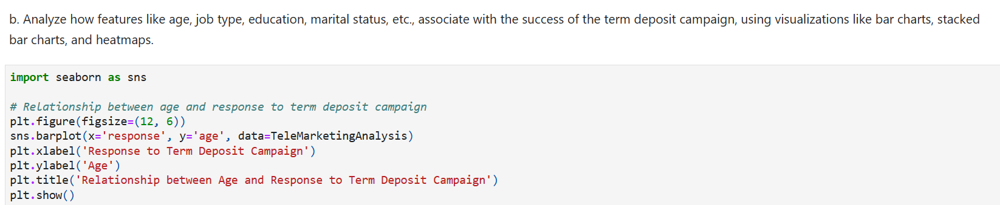 b. Analyze how features like age, job type, education, marital status, etc., associate with the success of the term deposit campaign, using visualizations like bar charts, stacked
bar charts, and heatmaps.
import seaborn as sns
# Relationship between age and response to term deposit campaign
plt.figure(figsize=(12, 6))
sns.barplot(x='response', y='age', data=TeleMarketingAnalysis)
plt.xlabel('Response to Term Deposit Campaign')
plt.ylabel('Age')
plt.title('Relationship between Age and Response to Term Deposit Campaign')
plt.show()